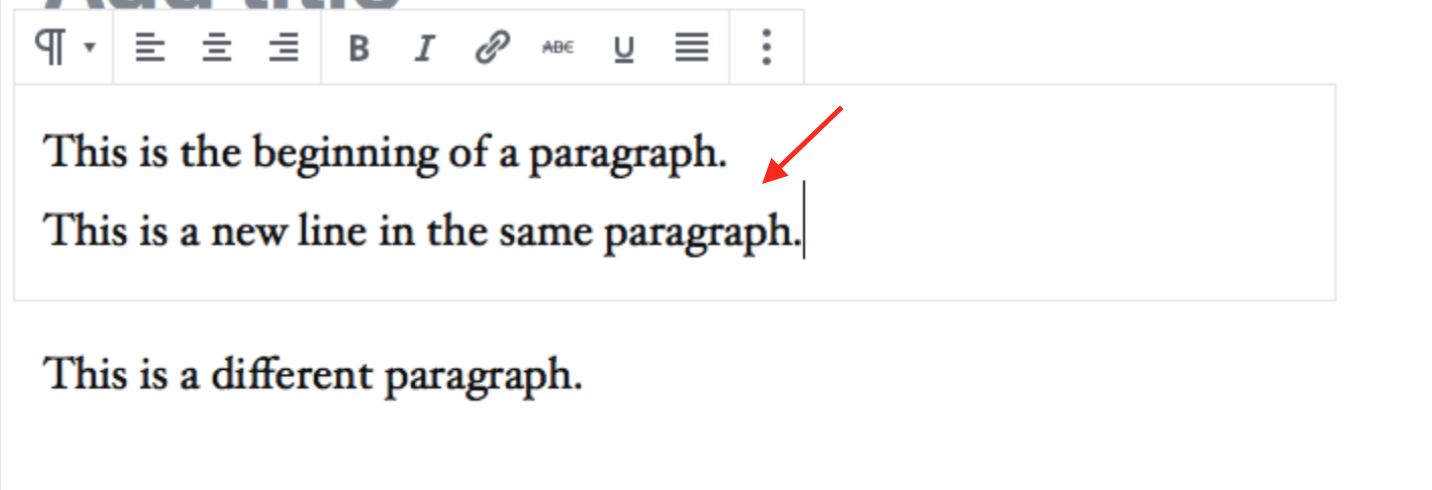 Add title
B I ABC U
This is the beginning of a paragraph.
This is a new line in the same paragraph.
This is a different paragraph.